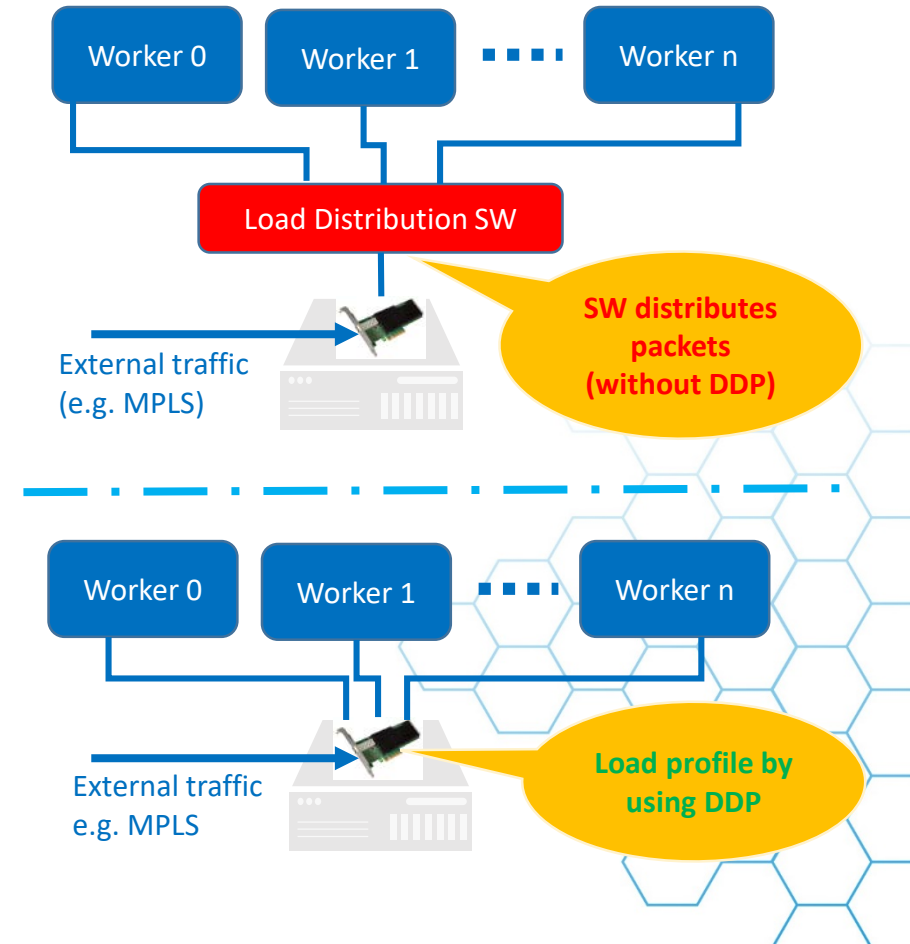 Worker 0
Worker 1
Worker n
Load Distribution SW
SW distributes
packets
(without DDP)
External traffic
(e.g. MPLS)
Worker 0
Worker 1
Worker n
Load profile by
using DDP
External traffic
e.g. MPLS